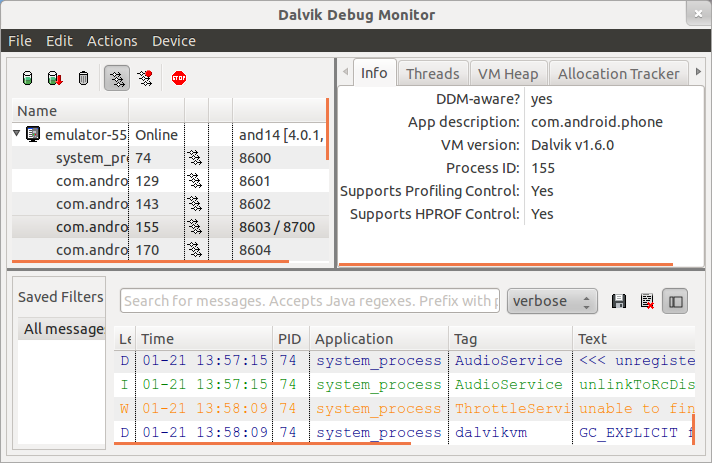 Dalvik Debug Monitor
File Edit Actions Device
STOP
Name
emulator-55 Online and14 [4.0.1,
system_pr 74 8600
com.andro 129 8601
com.andro 143 8602
com.andro 155 8603 / 8700
com.andro 170 8604
Info Threads VM Heap Allocation Tracker
DDM-aware? yes
App description: com.android.phone
VM version: Dalvik v1.6.0
Process ID: 155
Supports Profiling Control: Yes
Supports HPROF Control: Yes
Saved Filters
All messages
Search for messages. Accepts Java regexes. Prefix with p verbose
Le Time PID Application Tag Text
D 01-21 13:57:15 74 system_process AudioService <<< unregiste
I 01-21 13:57:15 74 system_process AudioService unlinkToRcDis
W 01-21 13:58:09 74 system_process ThrottleServi unable to fin
D 01-21 13:58:09 74 system_process dalvikvm GC_EXPLICIT f